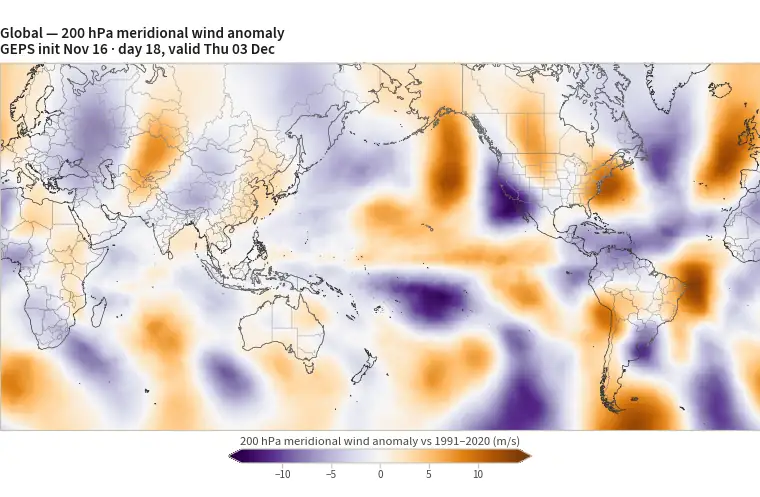 Global — 200 hPa meridional wind anomaly
GEPS init Nov 16 · day 18, valid Thu 03 Dec
200 hPa meridional wind anomaly vs 1991–2020 (m/s)
−10 −5 0 5 10